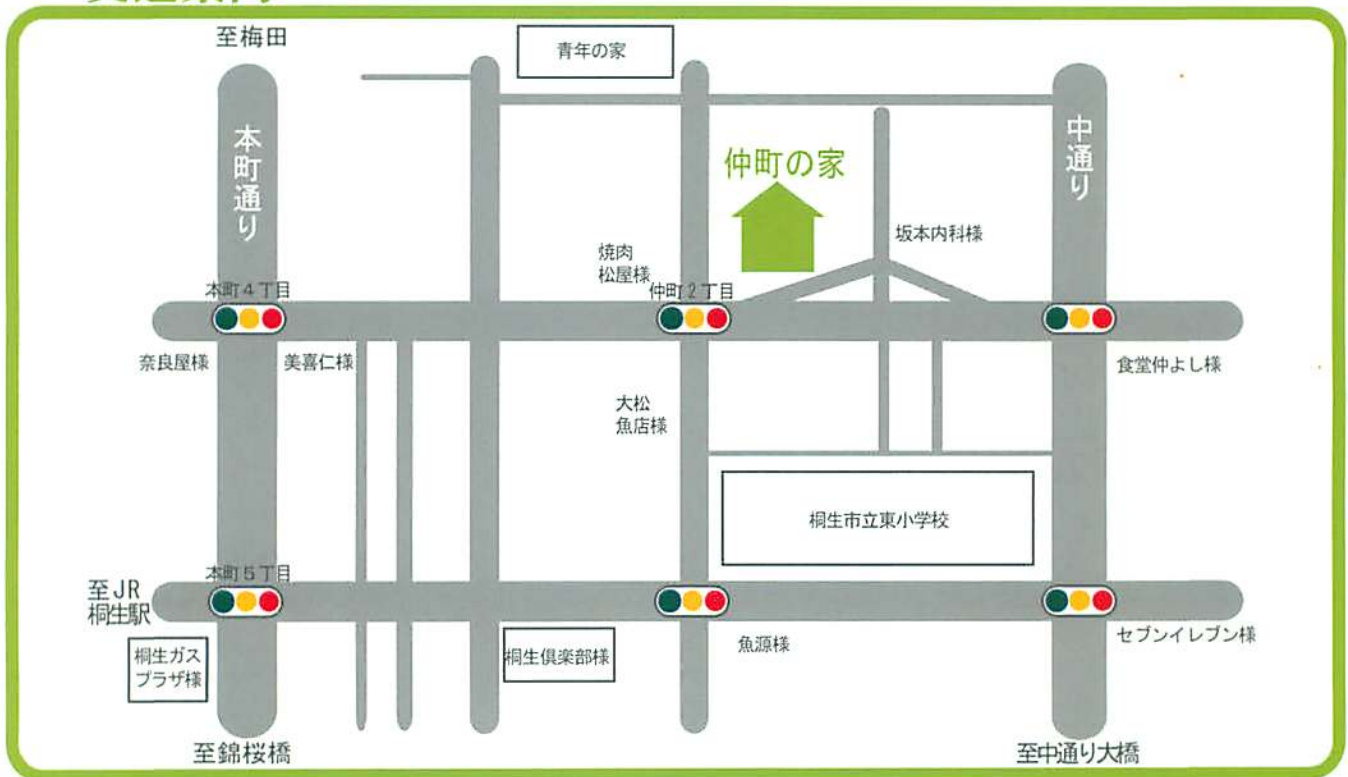 至梅田
青年の家
本町通り
中通り
仲町の家
坂本内科様
焼肉
松屋様
本町4丁目
仲町2丁目
奈良屋様
美喜仁様
食堂仲よし様
大松
魚店様
桐生市立東小学校
本町5丁目
至JR
桐生駅
桐生ガス
プラザ様
桐生倶楽部様
魚源様
セブンイレブン様
至錦桜橋
至中通り大橋